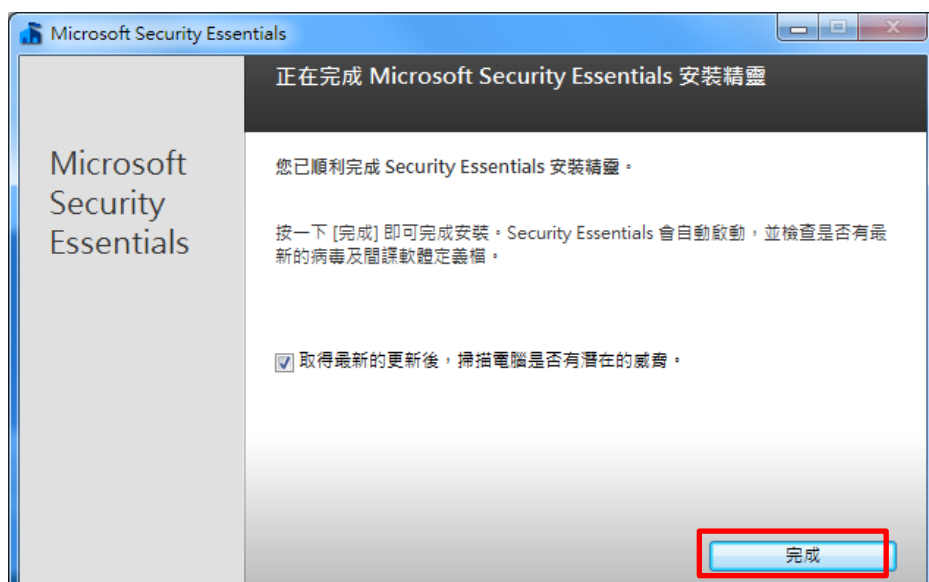 Microsoft Security Essentials
正在完成 Microsoft Security Essentials 安裝精靈
Microsoft
Security
Essentials
您已順利完成 Security Essentials 安裝精靈。
按一下 [完成] 即可完成安裝。Security Essentials 會自動啟動，並檢查是否有最
新的病毒及間諜軟體定義檔。
取得最新的更新後，掃描電腦是否有潛在的威脅。
完成